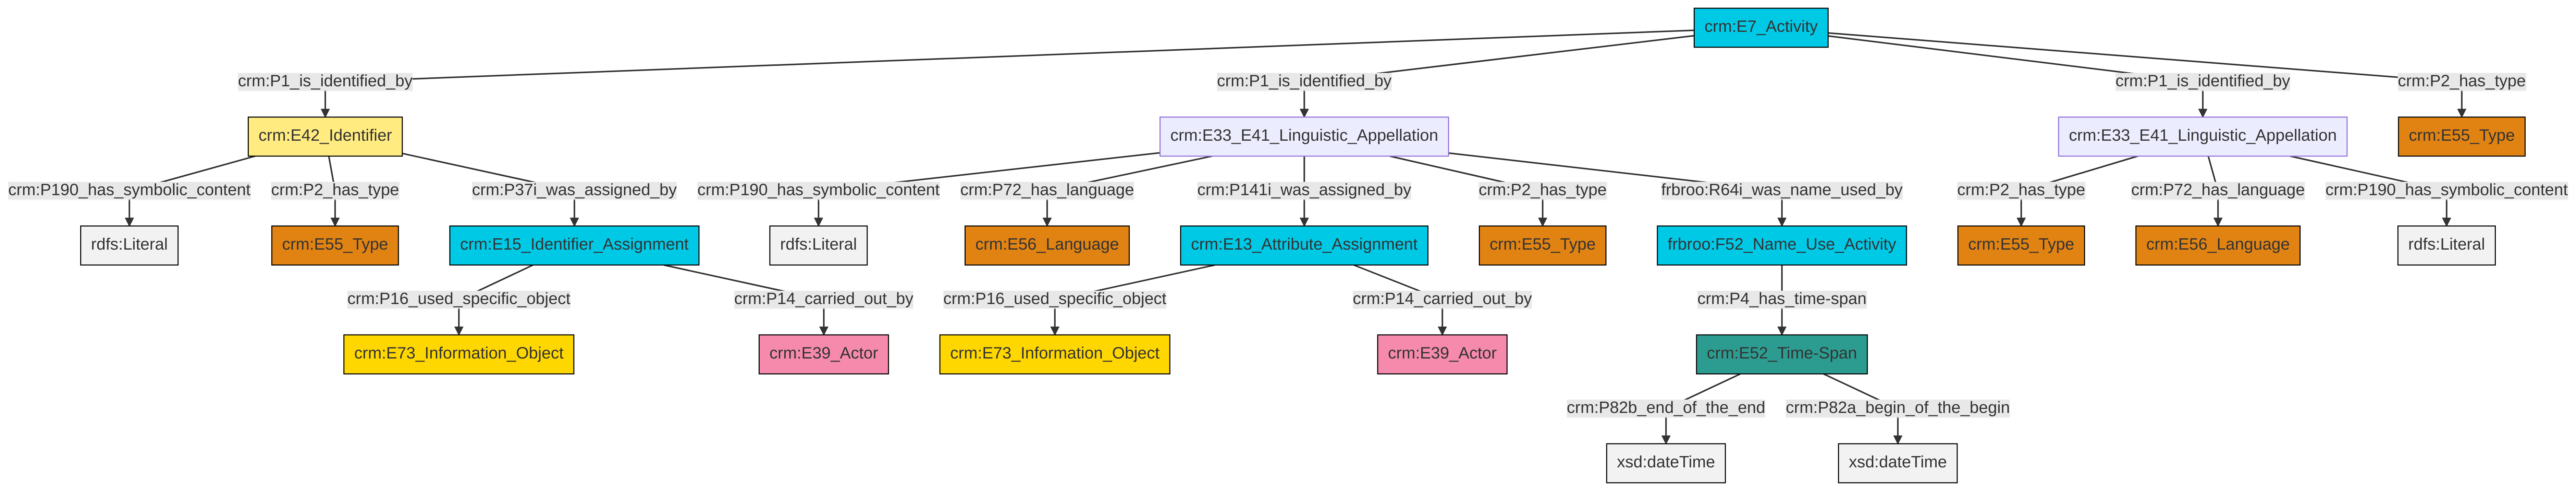 crm:E7_Activity
crm:P1_is_identified_by
crm:P1_is_identified_by
crm:P1_is_identified_by
crm:P2_has_type
crm:E42_Identifier
crm:E33_E41_Linguistic_Appellation
crm:E33_E41_Linguistic_Appellation
crm:E55_Type
crm:P190_has_symbolic_content
crm:P2_has_type
crm:P37i_was_assigned_by
crm:P190_has_symbolic_content
crm:P72_has_language
crm:P141i_was_assigned_by
crm:P2_has_type
frbroo:R64i_was_name_used_by
crm:P2_has_type
crm:P72_has_language
crm:P190_has_symbolic_content
rdfs:Literal
crm:E55_Type
crm:E15_Identifier_Assignment
rdfs:Literal
crm:E56_Language
crm:E13_Attribute_Assignment
crm:E55_Type
frbroo:F52_Name_Use_Activity
crm:E55_Type
crm:E56_Language
rdfs:Literal
crm:P16_used_specific_object
crm:P14_carried_out_by
crm:P16_used_specific_object
crm:P14_carried_out_by
crm:P4_has_time-span
crm:E73_Information_Object
crm:E39_Actor
crm:E73_Information_Object
crm:E39_Actor
crm:E52_Time-Span
crm:P82b_end_of_the_end
crm:P82a_begin_of_the_begin
xsd:dateTime
xsd:dateTime